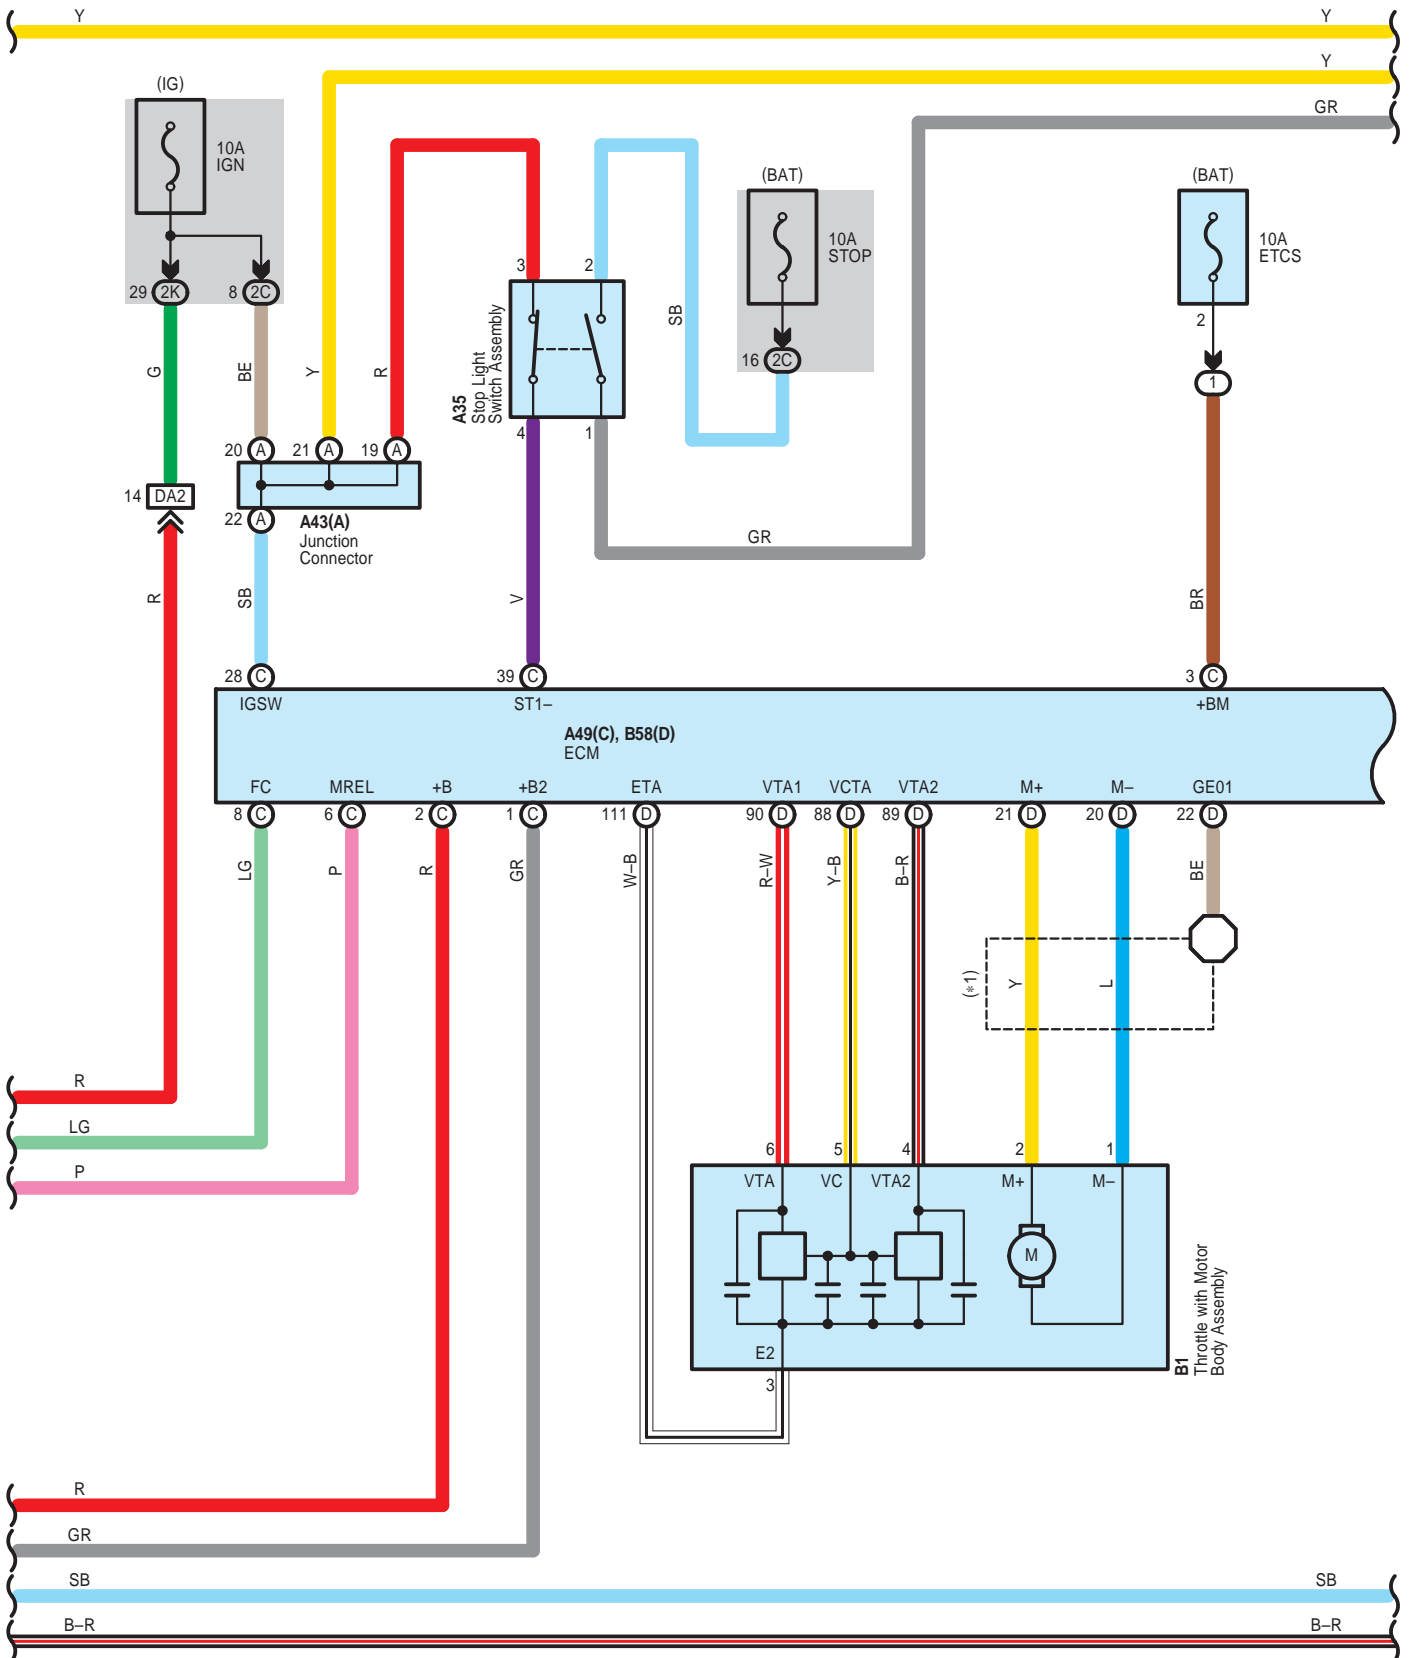 Y Y
Y
GR
(IG)
10A
IGN
29 2K 8 2C
(BAT)
10A
STOP
16 2C
(BAT)
10A
ETCS
2
1
3 2
A35
Stop Light
Switch Assembly
4 1
G BE Y R SB
20 A 21 A 19 A
14 DA2
22 A
A43(A)
Junction
Connector
GR
R SB V BR
28 C 39 C 3 C
IGSW ST1– +BM
A49(C), B58(D)
ECM
FC MREL +B +B2 ETA VTA1 VCTA VTA2 M+ M– GE01
8 C 6 C 2 C 1 C 111 D 90 D 88 D 89 D 21 D 20 D 22 D
LG P R GR W–B R–W Y–B B–R BE
(*1) Y L
R
LG
P
6 5 4 2 1
VTA VC VTA2 M+ M–
M
E2
3
B1
Throttle with Motor
Body Assembly
R
GR
SB SB
B–R B–R